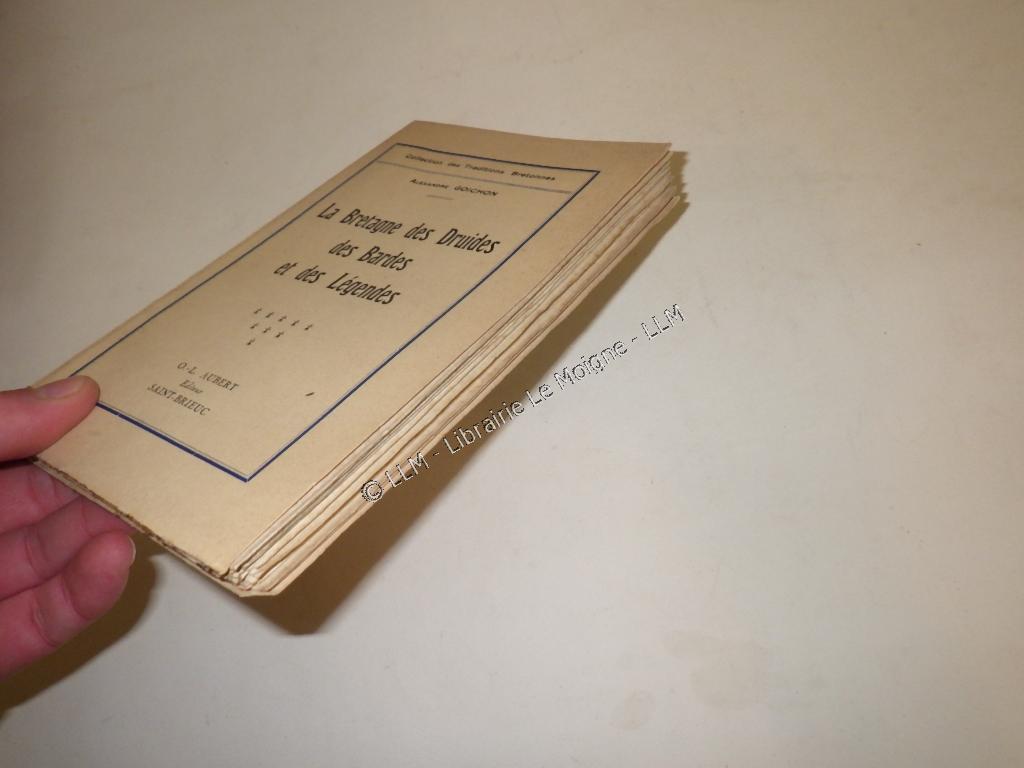 Collection des Traditions Bretonnes
Alexandre GOICHON
La Bretagne des Druides
des Bardes
et des Légendes
O.-L. AUBERT
Editeur
SAINT-BRIEUC
© LLM - Librairie Le Moigne - LLM